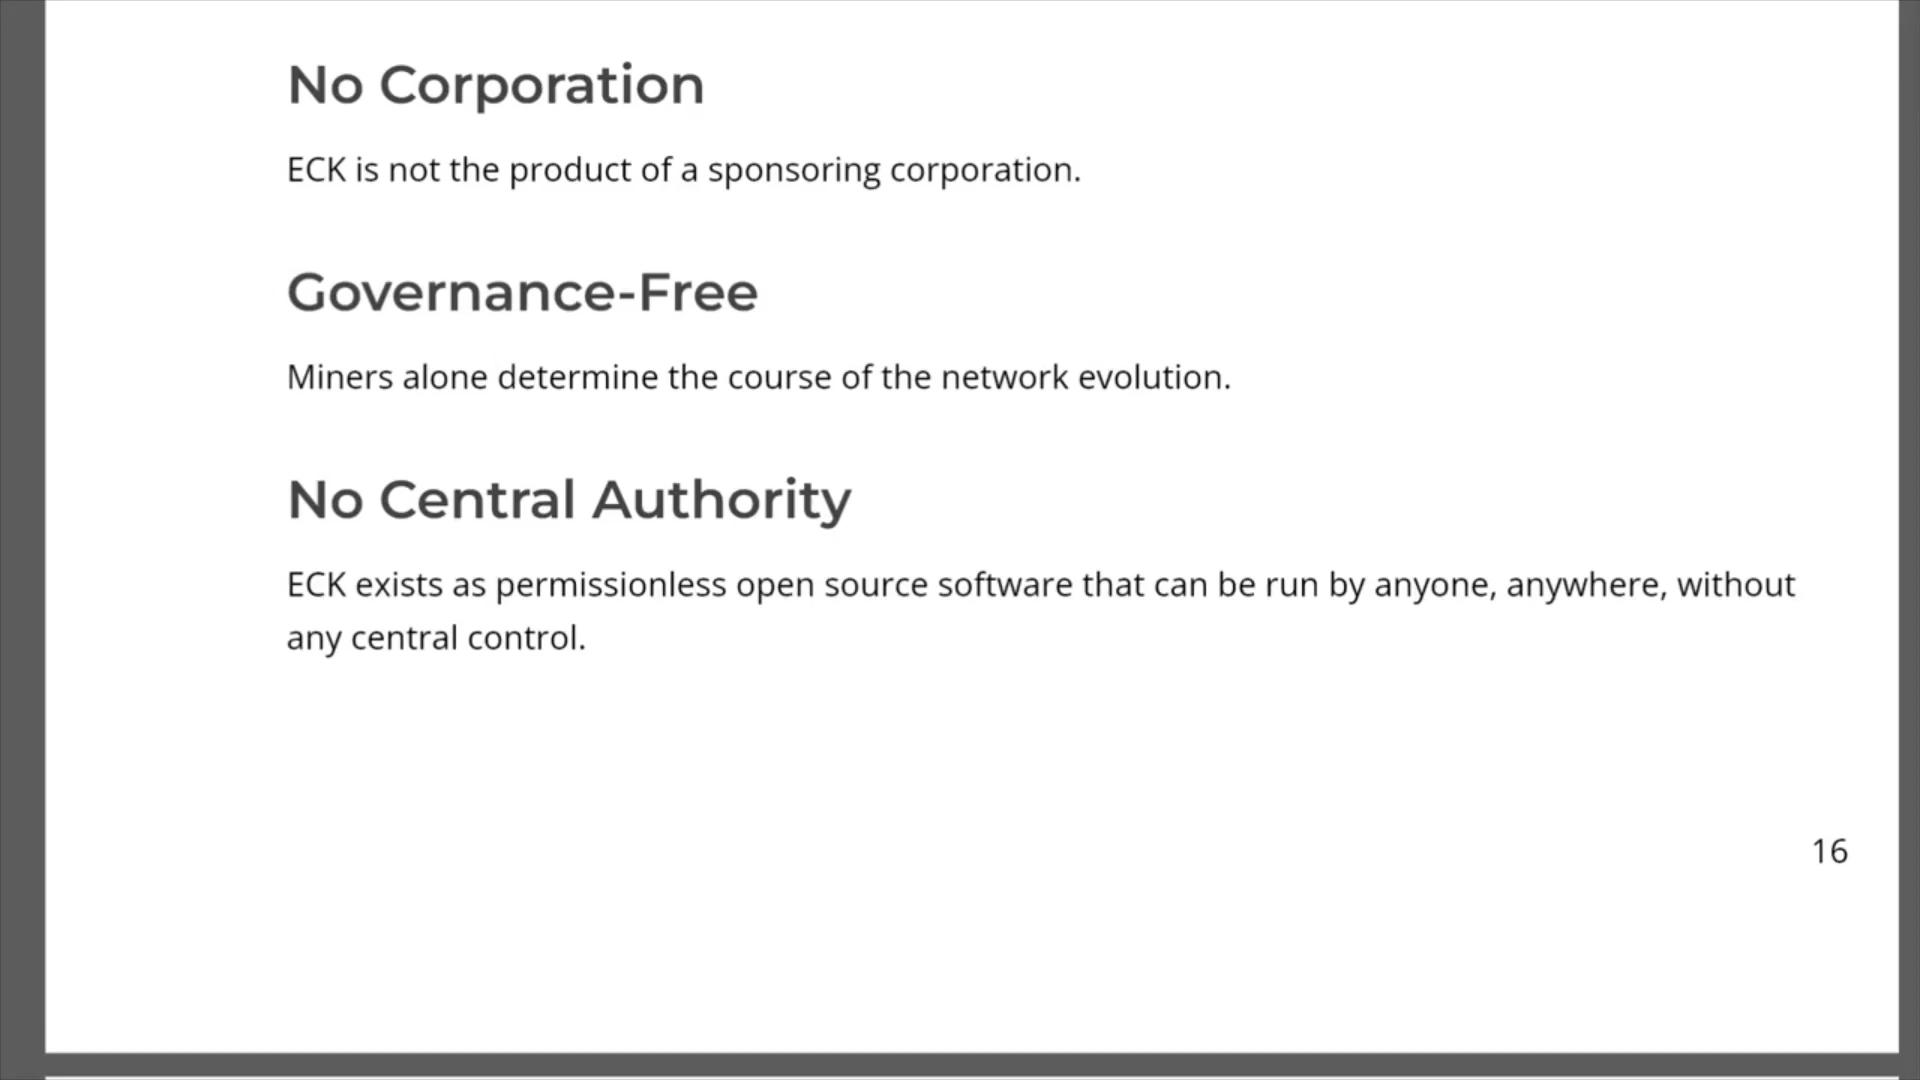 No Corporation
ECK is not the product of a sponsoring corporation.
Governance-Free
Miners alone determine the course of the network evolution.
No Central Authority
ECK exists as permissionless open source software that can be run by anyone, anywhere, without
any central control.
16